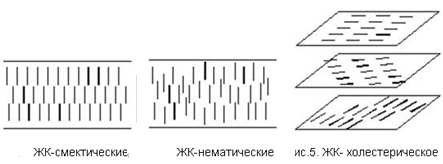 ЖК-смектические
ЖК-нематические
ис.5. ЖК- холестерическое